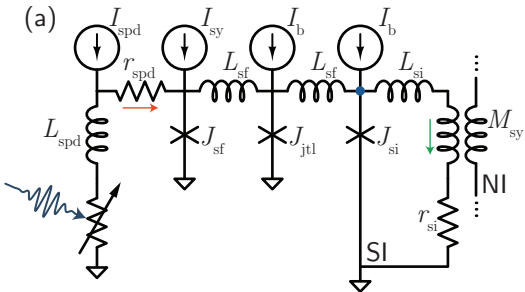 (a)
I_spd I_sy I_b I_b
r_spd L_sf L_sf L_si
L_spd J_sf J_jtl J_si M_sy
NI
r_si
SI